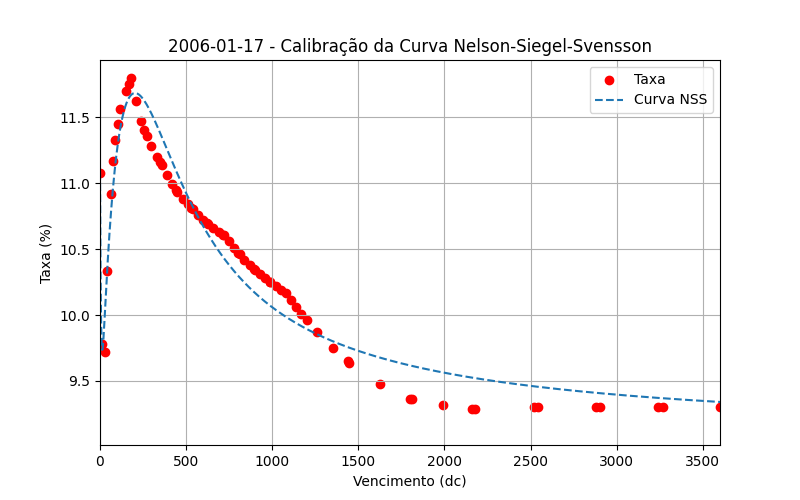 2006-01-17 - Calibração da Curva Nelson-Siegel-Svensson
Taxa
Curva NSS
Taxa (%)
11.5
11.0
10.5
10.0
9.5
0 500 1000 1500 2000 2500 3000 3500
Vencimento (dc)